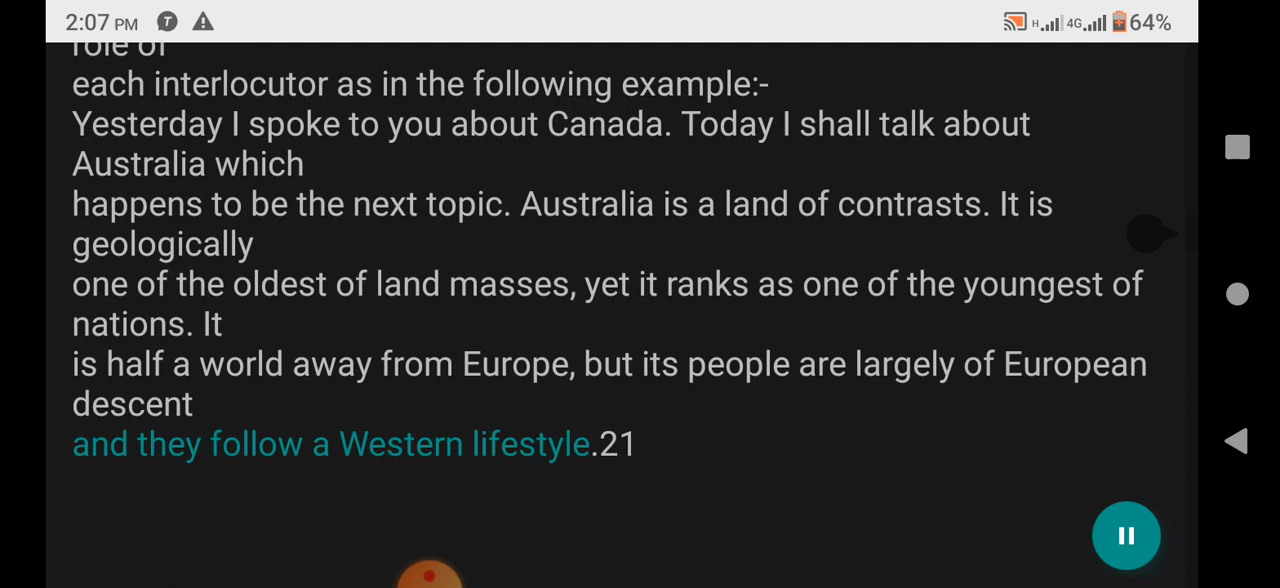 2:07 PM
H 4G 64%
role of
each interlocutor as in the following example:-
Yesterday I spoke to you about Canada. Today I shall talk about
Australia which
happens to be the next topic. Australia is a land of contrasts. It is
geologically
one of the oldest of land masses, yet it ranks as one of the youngest of
nations. It
is half a world away from Europe, but its people are largely of European
descent
and they follow a Western lifestyle.21